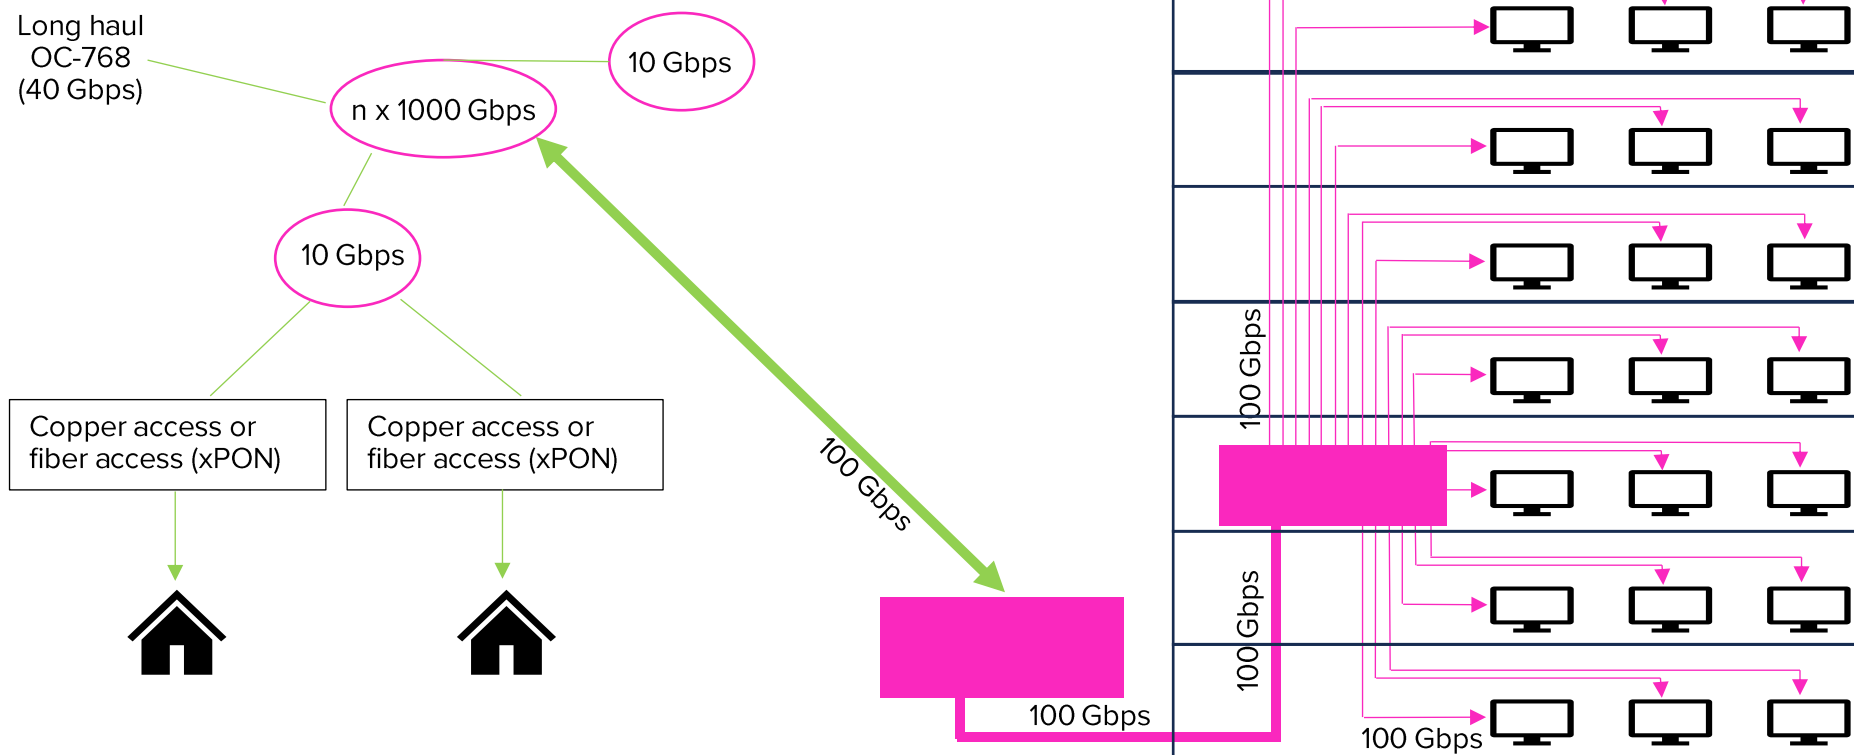 Long haul
OC-768
(40 Gbps)
10 Gbps
n x 1000 Gbps
10 Gbps
Copper access or
fiber access (xPON)
Copper access or
fiber access (xPON)
100 Gbps
100 Gbps
100 Gbps
100 Gbps
100 Gbps